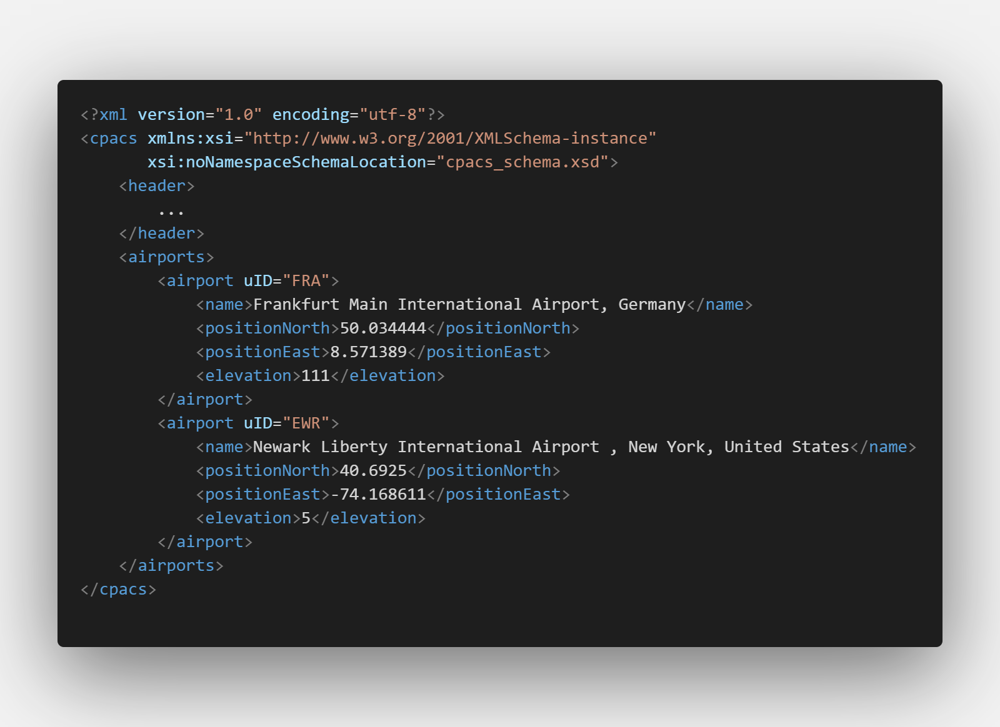 <?xml version="1.0" encoding="utf-8"?>
<cpacs xmlns:xsi="http://www.w3.org/2001/XMLSchema-instance"
       xsi:noNamespaceSchemaLocation="cpacs_schema.xsd">
    <header>
        ...
    </header>
    <airports>
        <airport uID="FRA">
            <name>Frankfurt Main International Airport, Germany</name>
            <positionNorth>50.034444</positionNorth>
            <positionEast>8.571389</positionEast>
            <elevation>111</elevation>
        </airport>
        <airport uID="EWR">
            <name>Newark Liberty International Airport , New York, United States</name>
            <positionNorth>40.6925</positionNorth>
            <positionEast>-74.168611</positionEast>
            <elevation>5</elevation>
        </airport>
    </airports>
</cpacs>